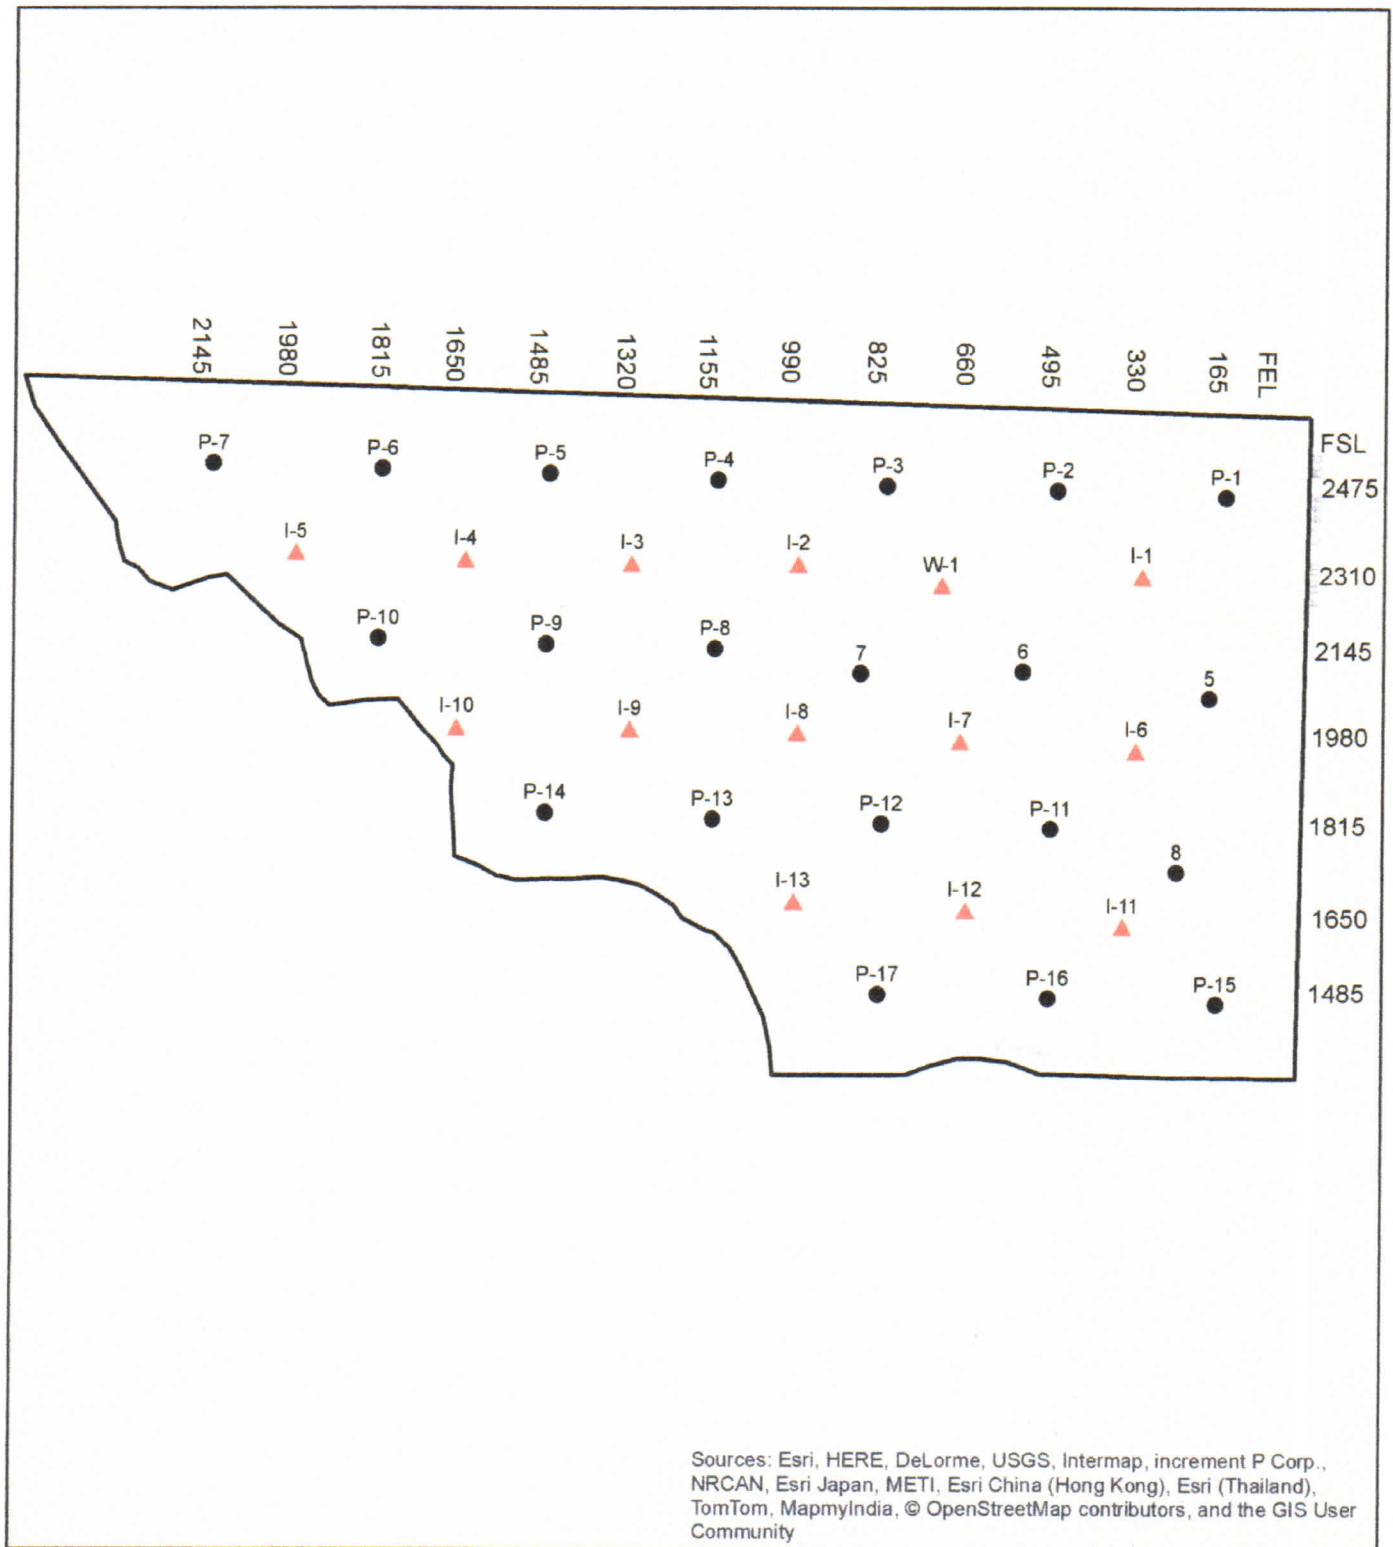 2145
1980
1815
1650
1485
1320
1155
990
825
660
495
330
165
FEL
FSL
P-7
P-6
P-5
P-4
P-3
P-2
P-1
2475
I-5
I-4
I-3
I-2
W-1
I-1
2310
P-10
P-9
P-8
7
6
5
2145
I-10
I-9
I-8
I-7
I-6
1980
P-14
P-13
P-12
P-11
1815
8
I-13
I-12
I-11
1650
P-17
P-16
P-15
1485
Sources: Esri, HERE, DeLorme, USGS, Intermap, increment P Corp.,
NRCAN, Esri Japan, METI, Esri China (Hong Kong), Esri (Thailand),
TomTom, MapmyIndia, © OpenStreetMap contributors, and the GIS User
Community